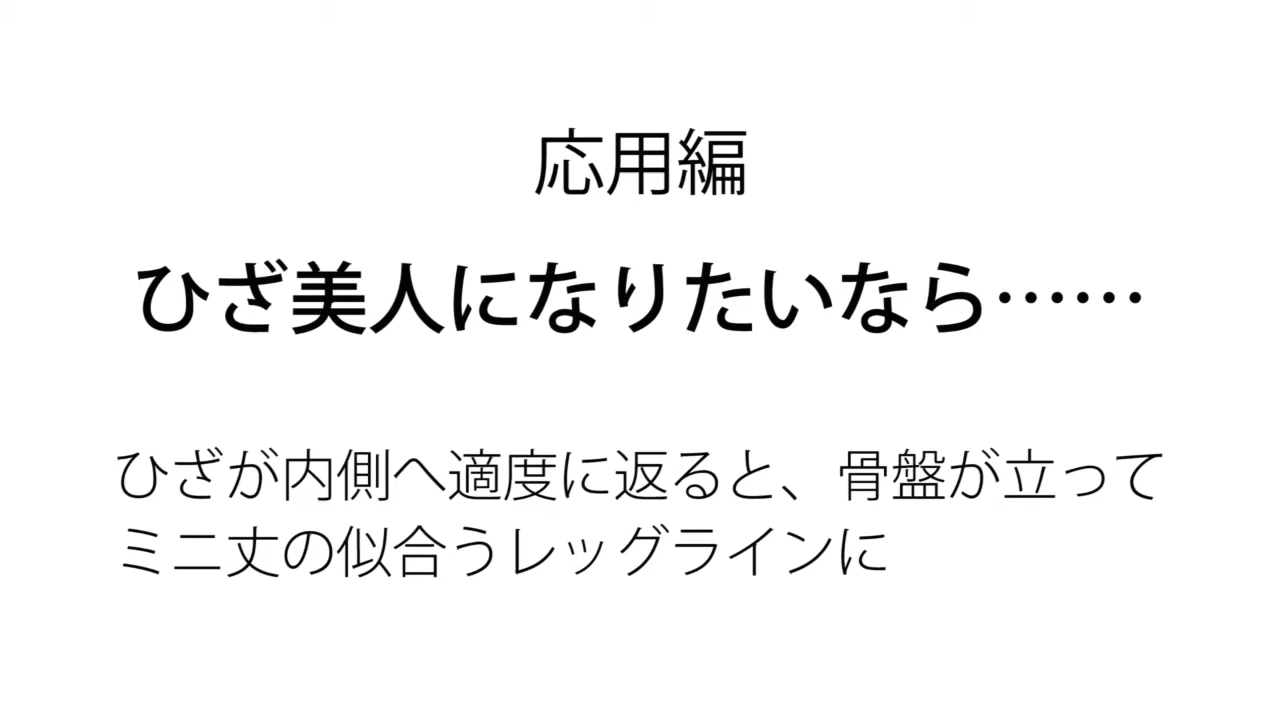 応用編
ひざ美人になりたいなら……
ひざが内側へ適度に返ると、骨盤が立って
ミニ丈の似合うレッグラインに